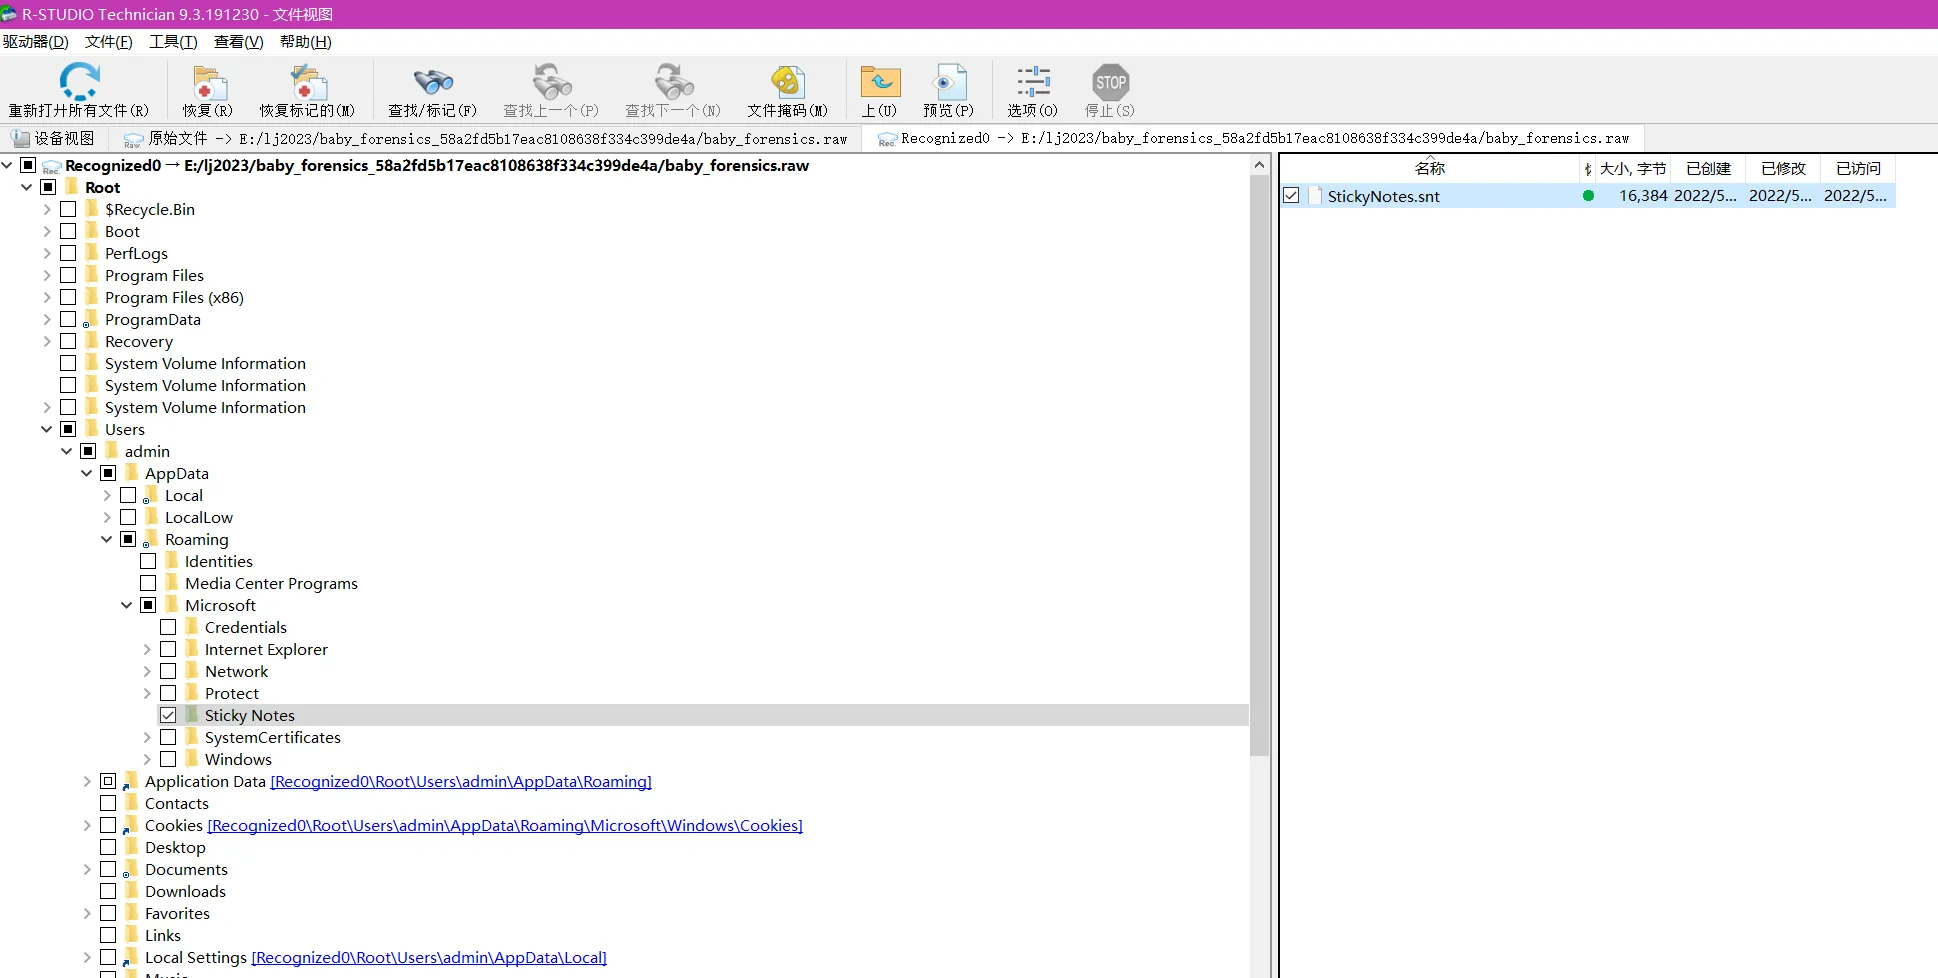 R-STUDIO Technician 9.3.191230 - 文件视图
驱动器(D) 文件(F) 工具(T) 查看(V) 帮助(H)
重新打开所有文件(R) 恢复(R) 恢复标记的(M) 查找/标记(F) 查找上一个(P) 查找下一个(N) 文件掩码(M) 上(U) 预览(P) 选项(O) STOP 停止(S)
设备视图 Raw. 原始文件 -> E:/lj2023/baby_forensics_58a2fd5b17eac8108638f334c399de4a/baby_forensics.raw Rec. Recognized0 -> E:/lj2023/baby_forensics_58a2fd5b17eac8108638f334c399de4a/baby_forensics.raw
Rec. Recognized0 → E:/lj2023/baby_forensics_58a2fd5b17eac8108638f334c399de4a/baby_forensics.raw
Root
$Recycle.Bin
Boot
PerfLogs
Program Files
Program Files (x86)
ProgramData
Recovery
System Volume Information
System Volume Information
System Volume Information
Users
admin
AppData
Local
LocalLow
Roaming
Identities
Media Center Programs
Microsoft
Credentials
Internet Explorer
Network
Protect
Sticky Notes
SystemCertificates
Windows
Application Data [Recognized0\Root\Users\admin\AppData\Roaming]
Contacts
Cookies [Recognized0\Root\Users\admin\AppData\Roaming\Microsoft\Windows\Cookies]
Desktop
Documents
Downloads
Favorites
Links
Local Settings [Recognized0\Root\Users\admin\AppData\Local]
名称 大小, 字节 已创建 已修改 已访问
StickyNotes.snt 16,384 2022/5... 2022/5... 2022/5...